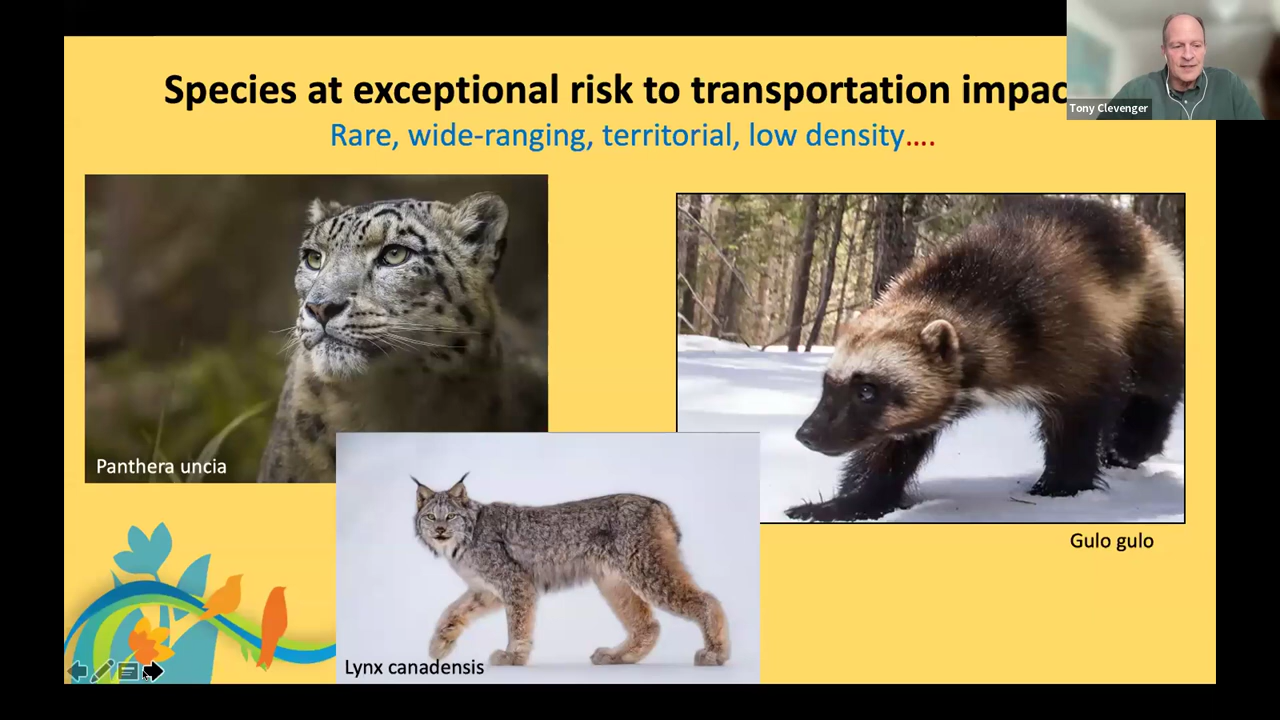 Species at exceptional risk to transportation impac
Tony Clevenger
Rare, wide-ranging, territorial, low density....
Panthera uncia
Gulo gulo
Lynx canadensis